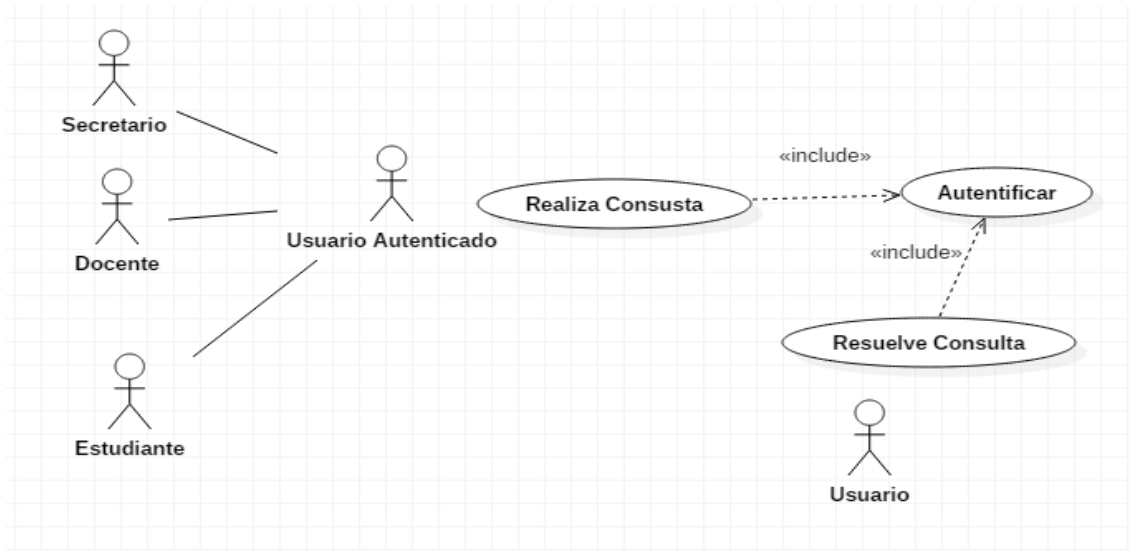 Secretario
«include»
Autentificar
Realiza Consusta
Usuario Autenticado
«include»
Docente
Resuelve Consulta
Estudiante
Usuario